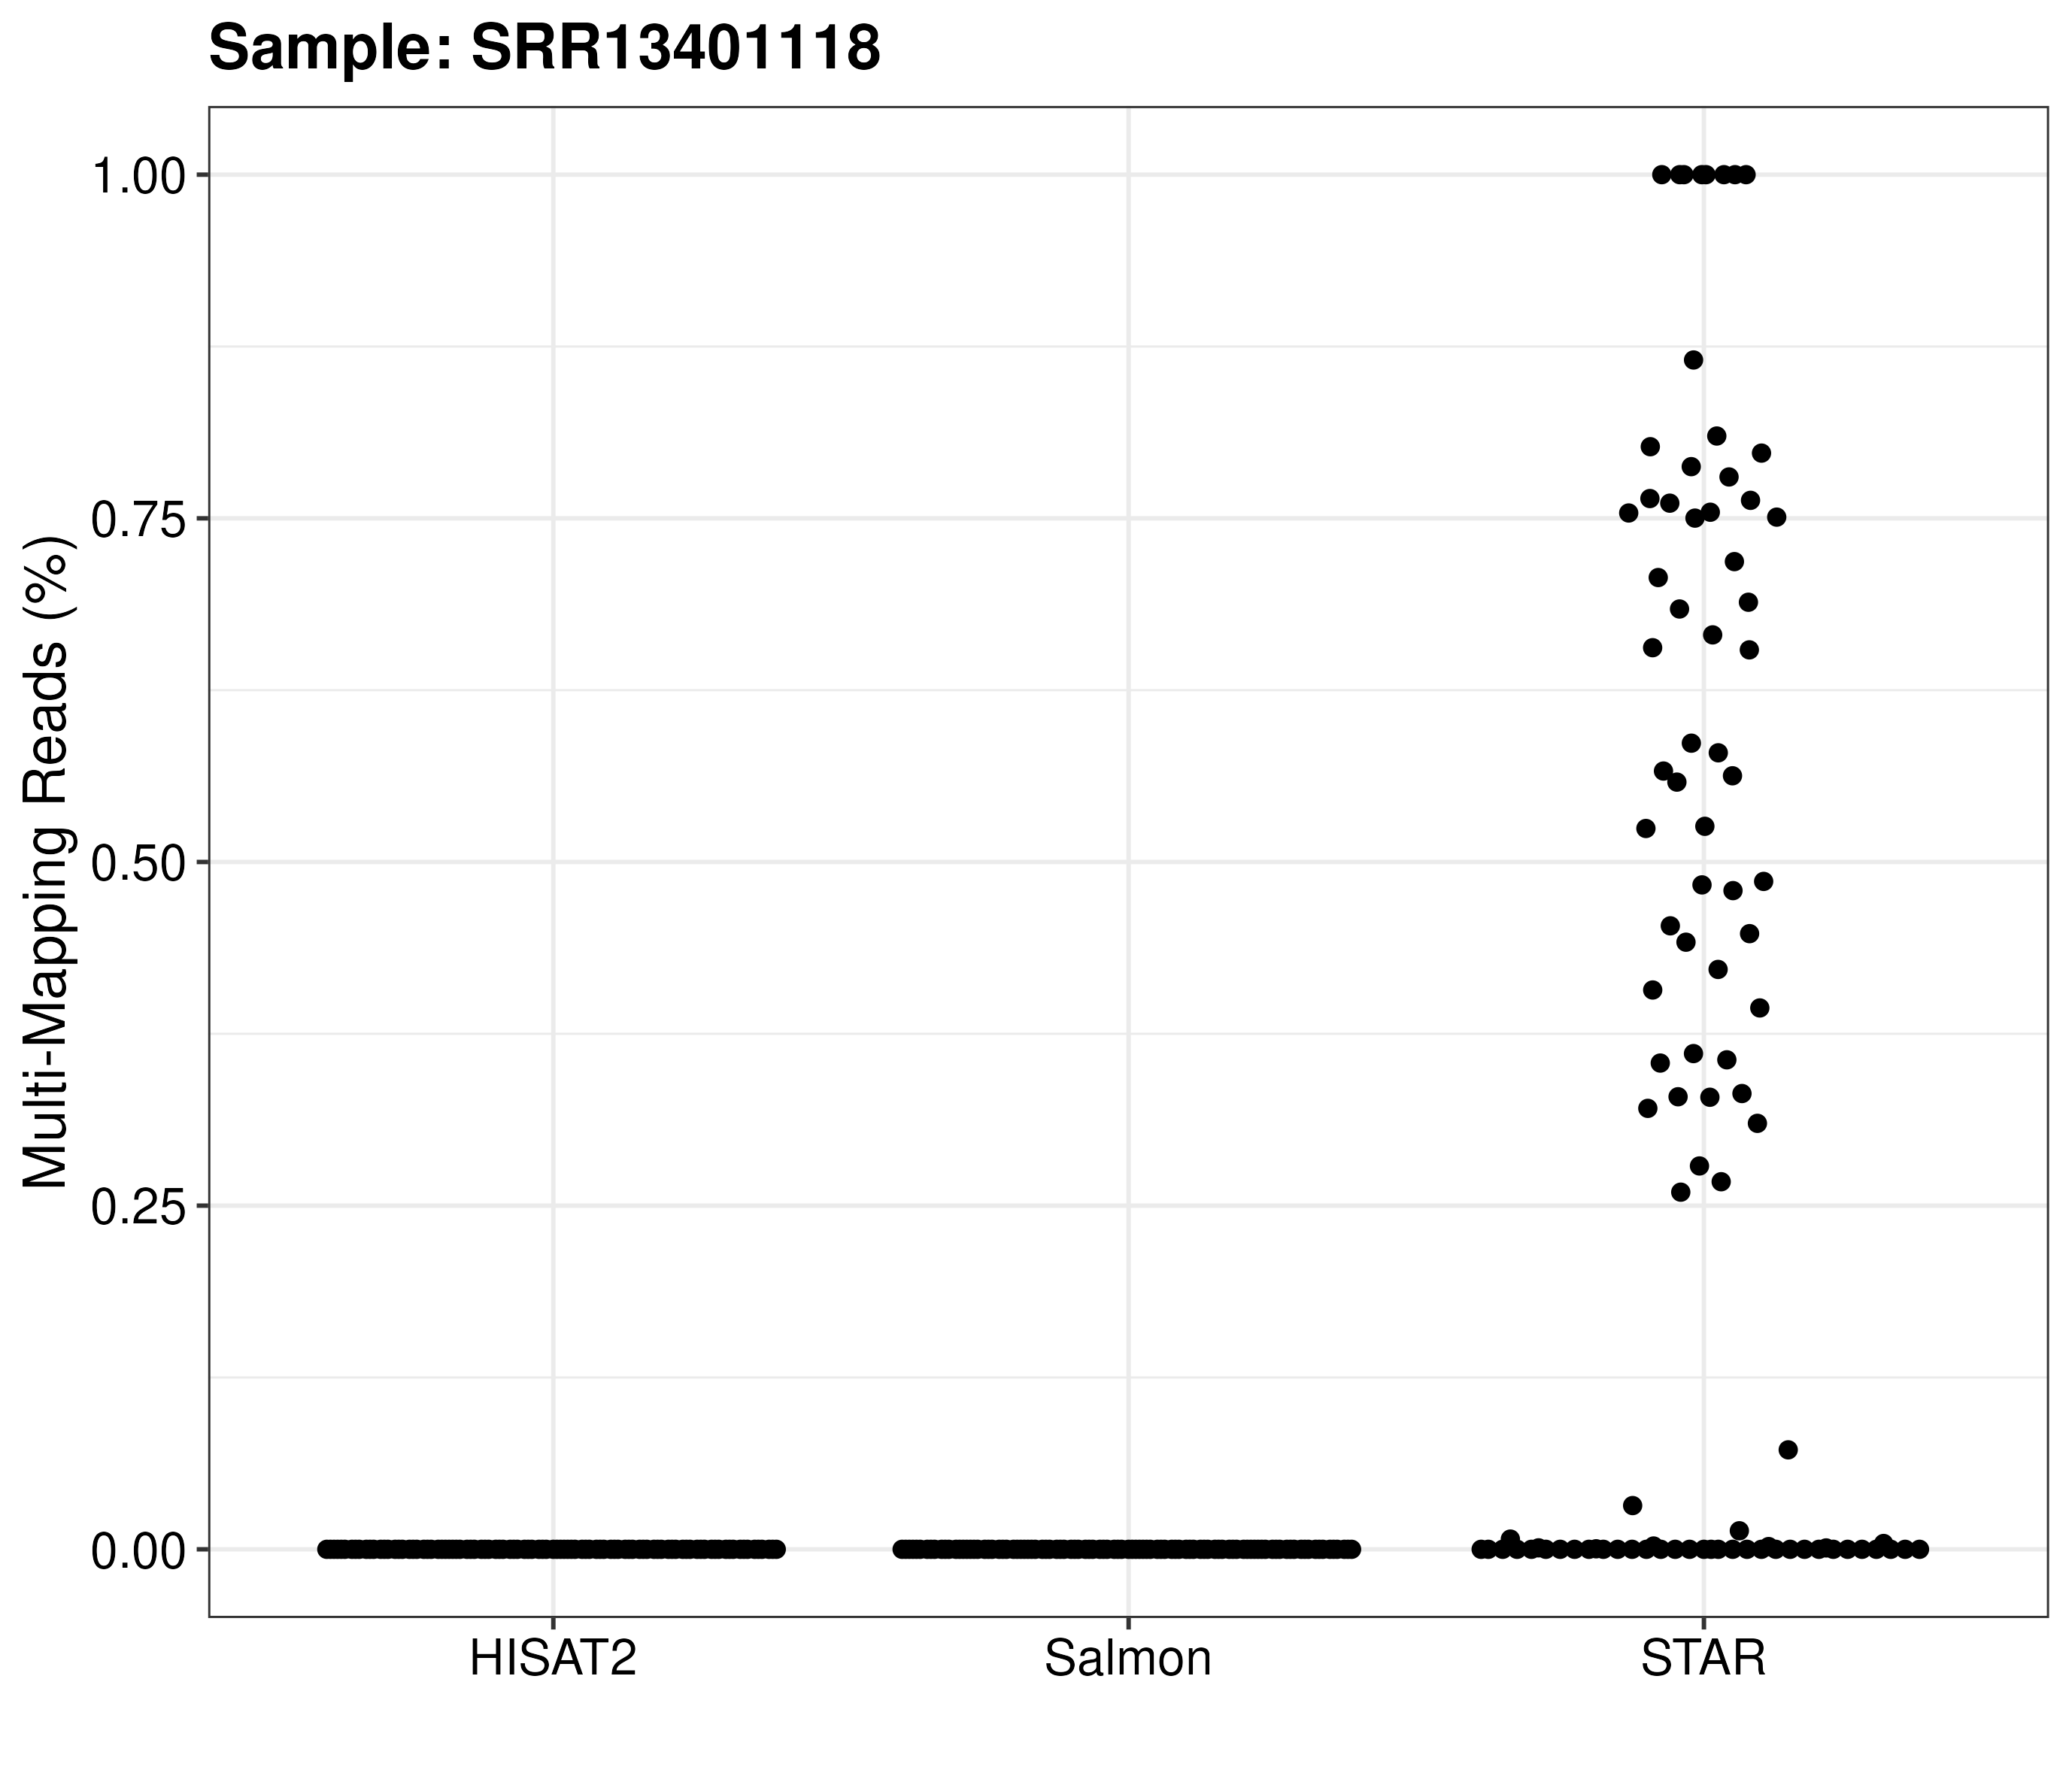 Sample: SRR13401118
Multi-Mapping Reads (%)
1.00
0.75
0.50
0.25
0.00
HISAT2
Salmon
STAR